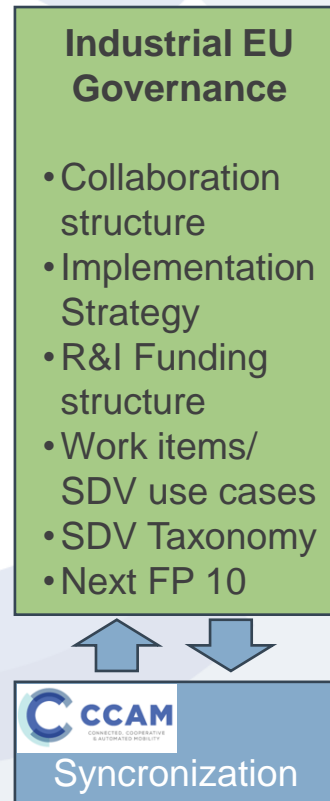 Industrial EU
Governance
•Collaboration
structure
•Implementation
Strategy
•R&I Funding
structure
•Work items/
SDV use cases
•SDV Taxonomy
•Next FP 10
CCAM
CONNECTED, COOPERATIVE
& AUTOMATED MOBILITY
Syncronization